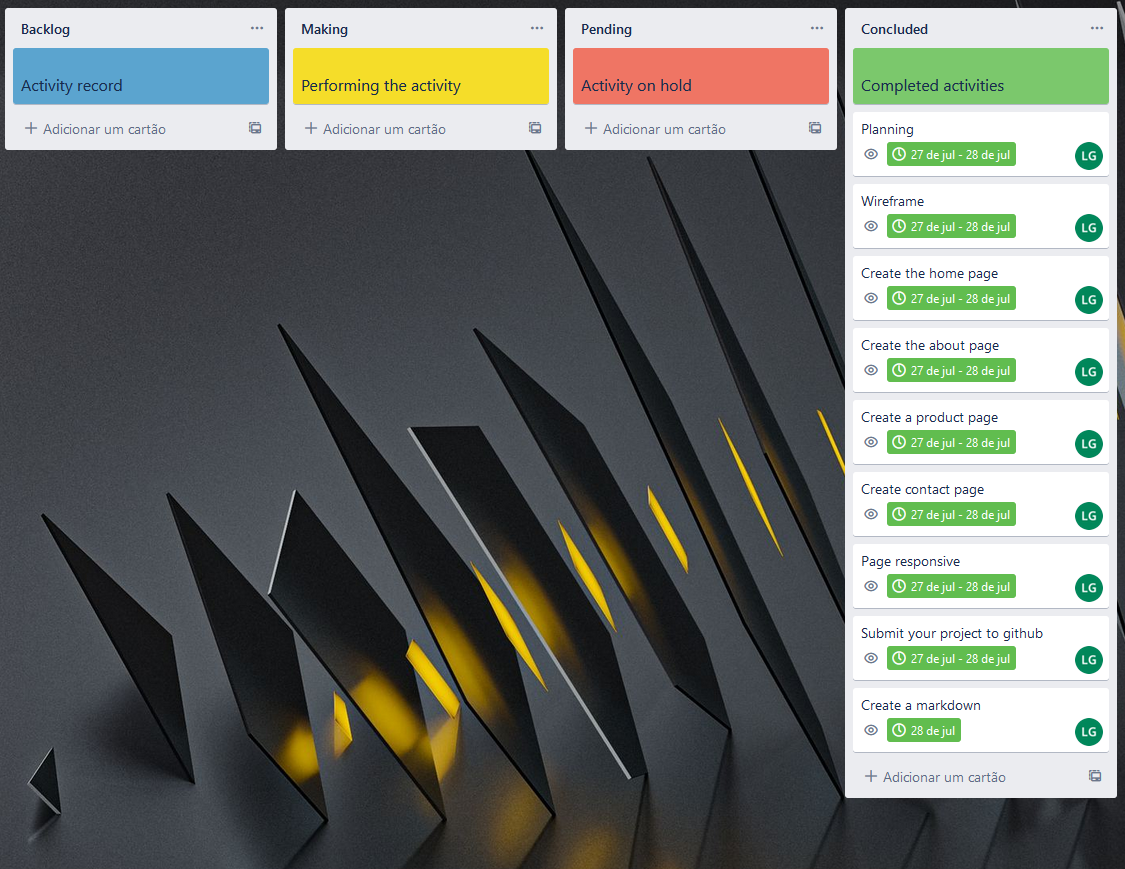 Backlog
Activity record
Adicionar um cartão
Making
Performing the activity
Adicionar um cartão
Pending
Activity on hold
Adicionar um cartão
Concluded
Completed activities
Planning
27 de jul - 28 de jul
LG
Wireframe
27 de jul - 28 de jul
LG
Create the home page
27 de jul - 28 de jul
LG
Create the about page
27 de jul - 28 de jul
LG
Create a product page
27 de jul - 28 de jul
LG
Create contact page
27 de jul - 28 de jul
LG
Page responsive
27 de jul - 28 de jul
LG
Submit your project to github
27 de jul - 28 de jul
LG
Create a markdown
28 de jul
LG
Adicionar um cartão